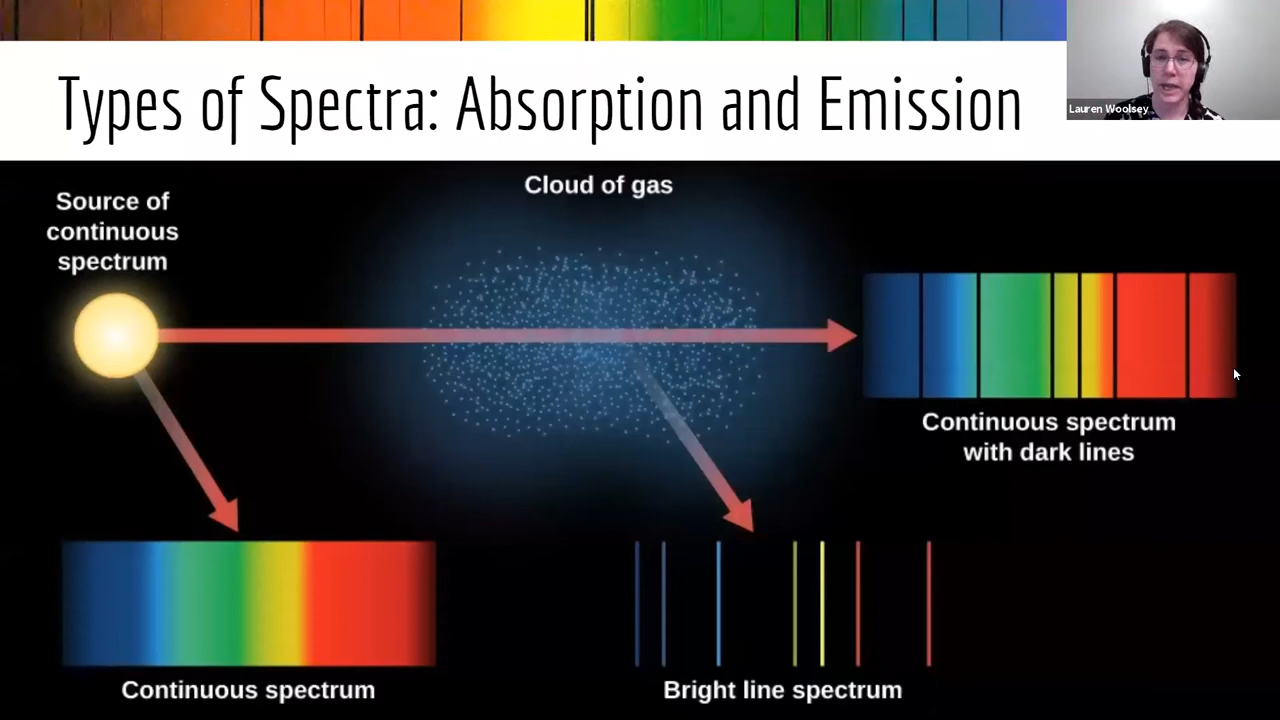 Types of Spectra: Absorption and Emission
Lauren Woolsey
Source of
continuous
spectrum
Cloud of gas
Continuous spectrum
with dark lines
Continuous spectrum
Bright line spectrum